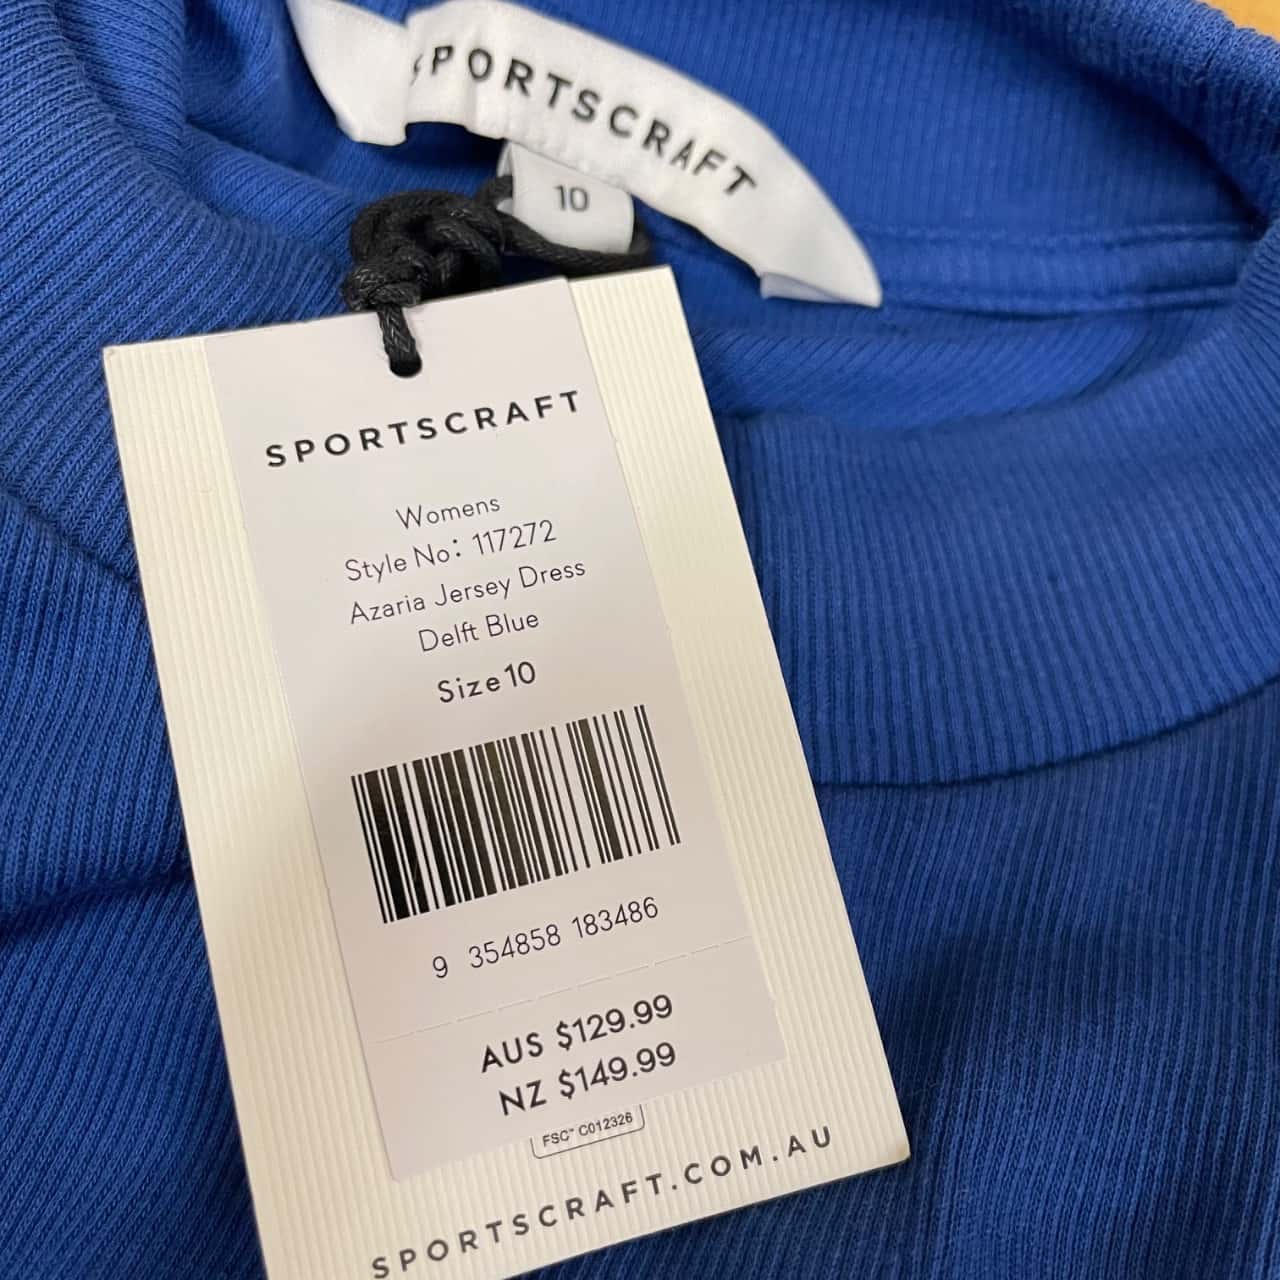 SPORTSCRAFT
10
SPORTSCRAFT
Womens
Style No: 117272
Azaria Jersey Dress
Delft Blue
Size 10
9 354858 183486
AUS $129.99
NZ $149.99
FSC™ C012326
SPORTSCRAFT.COM.AU